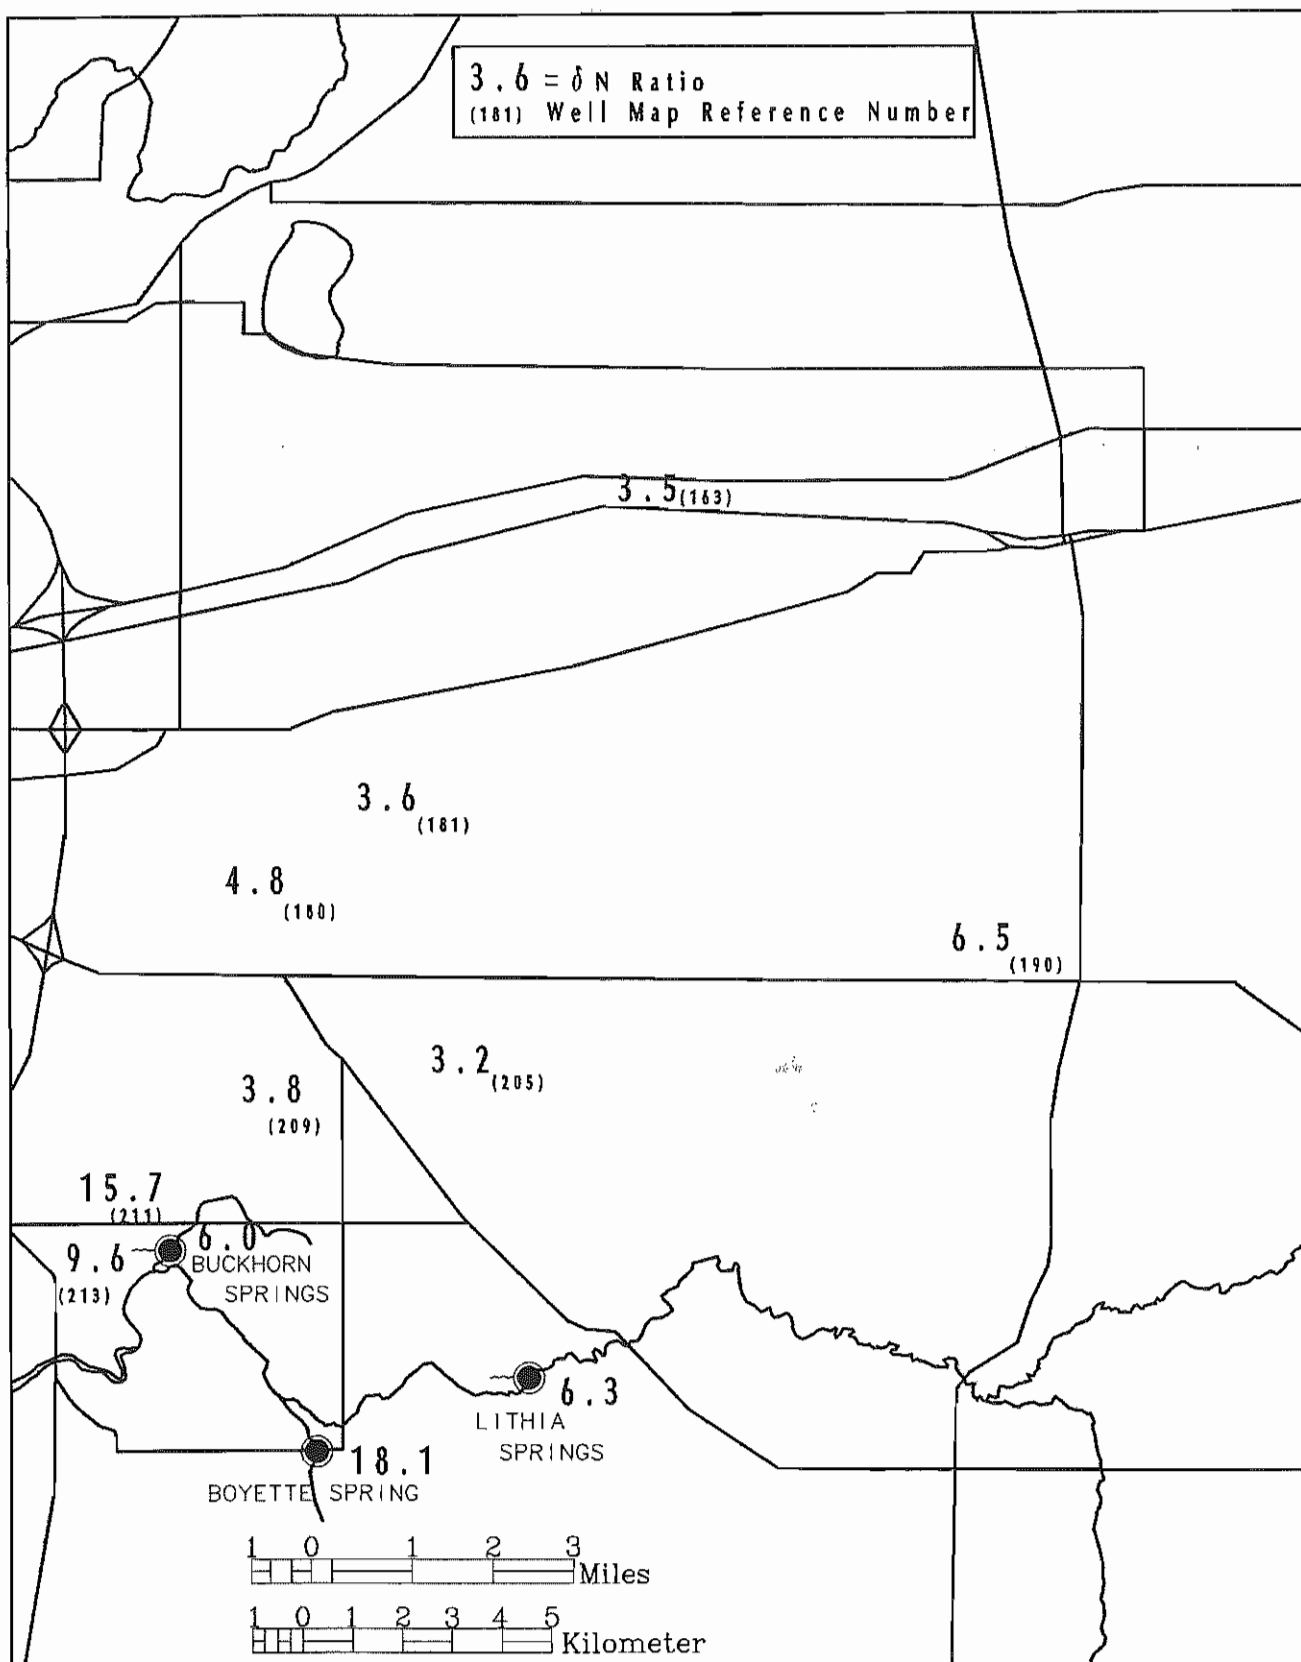 3.6 = δN Ratio
(181) Well Map Reference Number
3.5 (163)
3.6 (181)
4.8 (180)
6.5 (190)
3.2 (205)
3.8 (209)
15.7 (211)
6.0
9.6 (213)
BUCKHORN
SPRINGS
6.3
LITHIA
SPRINGS
18.1
BOYETTE SPRING
1 0 1 2 3
Miles
1 0 1 2 3 4 5
Kilometer